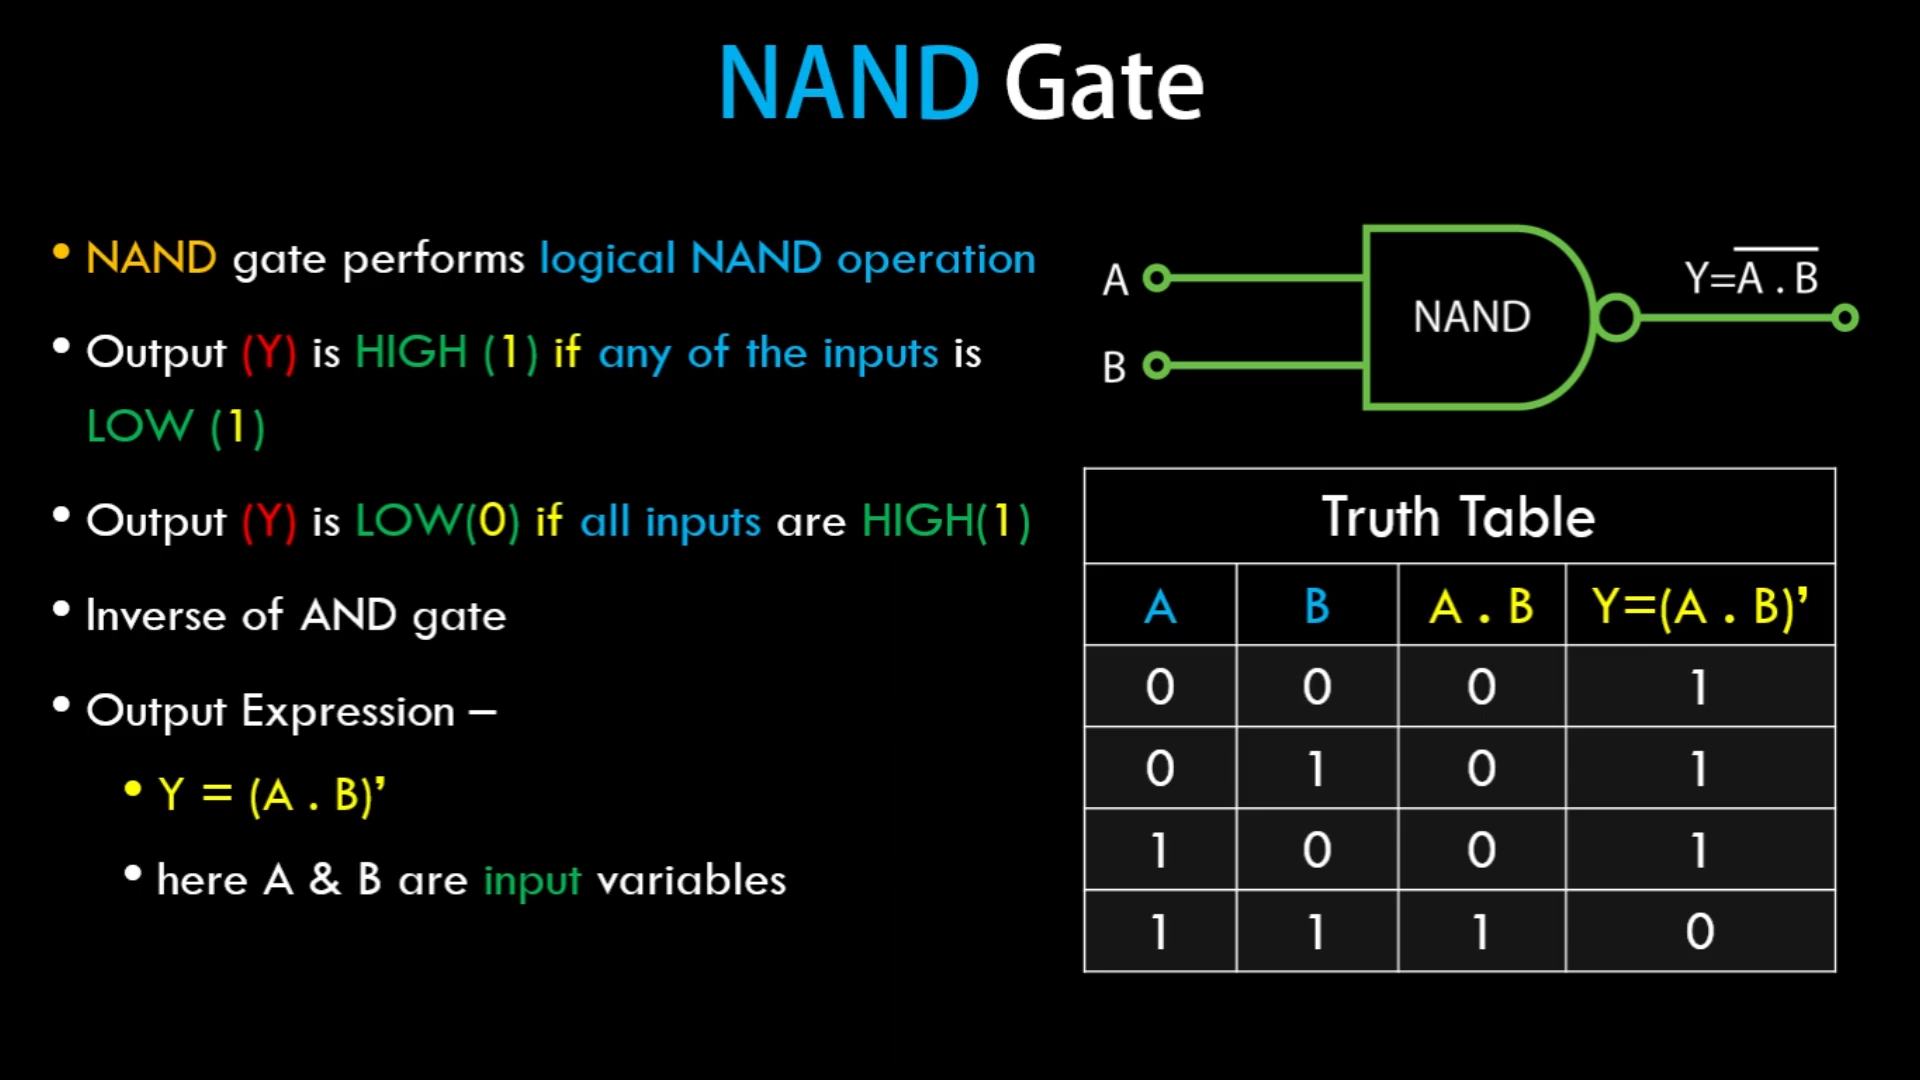 NAND Gate
• NAND gate performs logical NAND operation
• Output (Y) is HIGH (1) if any of the inputs is
LOW (1)
• Output (Y) is LOW(0) if all inputs are HIGH(1)
• Inverse of AND gate
• Output Expression –
• Y = (A . B)’
• here A & B are input variables
A
B
NAND
Y=A̅ ̅.̅ ̅B̅
Truth Table
A B A . B Y=(A . B)’
0 0 0 1
0 1 0 1
1 0 0 1
1 1 1 0